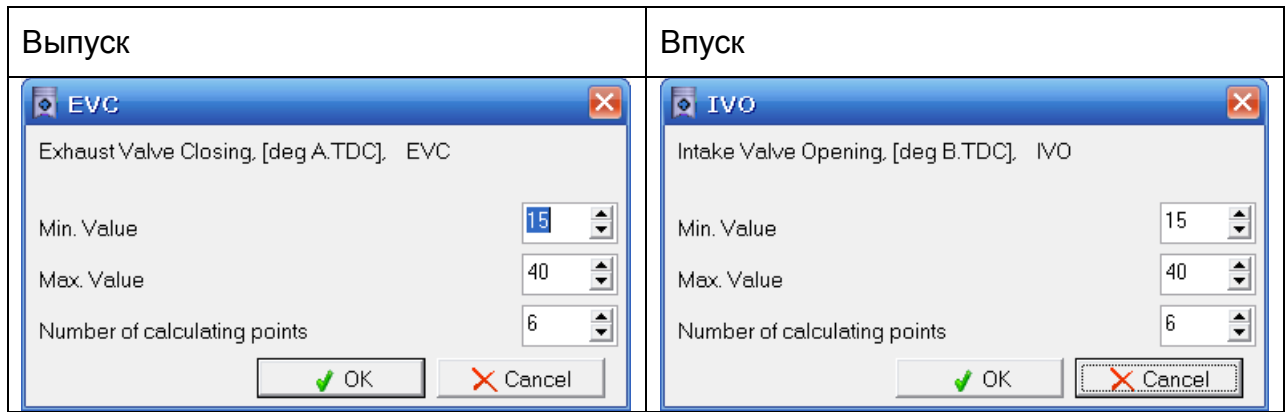 Выпуск
Впуск
EVC
Exhaust Valve Closing, [deg A.TDC], EVC
Min. Value 15
Max. Value 40
Number of calculating points 6
OK Cancel
IVO
Intake Valve Opening, [deg B.TDC], IVO
Min. Value 15
Max. Value 40
Number of calculating points 6
OK Cancel